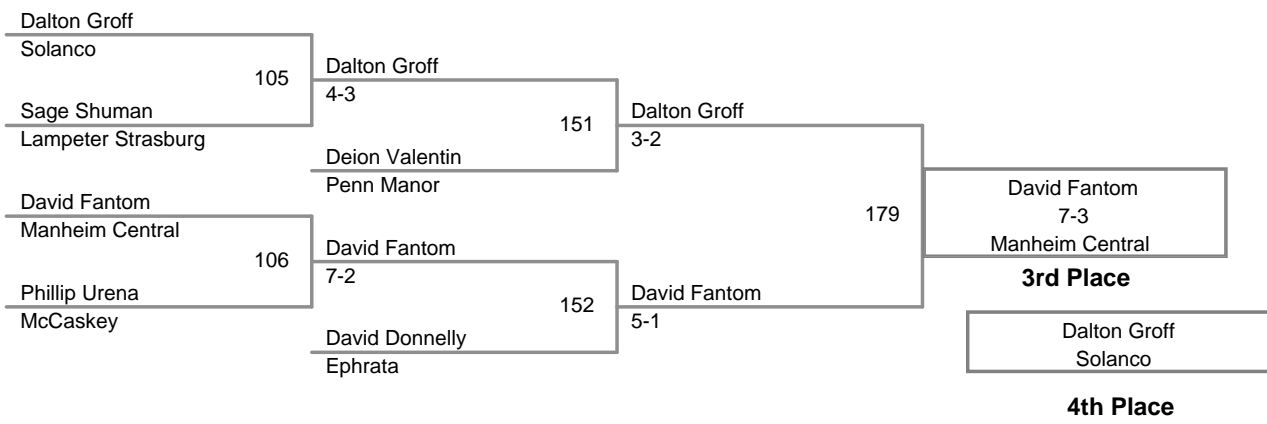 Dalton Groff
Solanco
105
Sage Shuman
Lampeter Strasburg
David Fantom
Manheim Central
106
Phillip Urena
McCaskey
Dalton Groff
4-3
151
Deion Valentin
Penn Manor
David Fantom
7-2
152
David Donnelly
Ephrata
Dalton Groff
3-2
179
David Fantom
5-1
David Fantom
7-3
Manheim Central
3rd Place
Dalton Groff
Solanco
4th Place